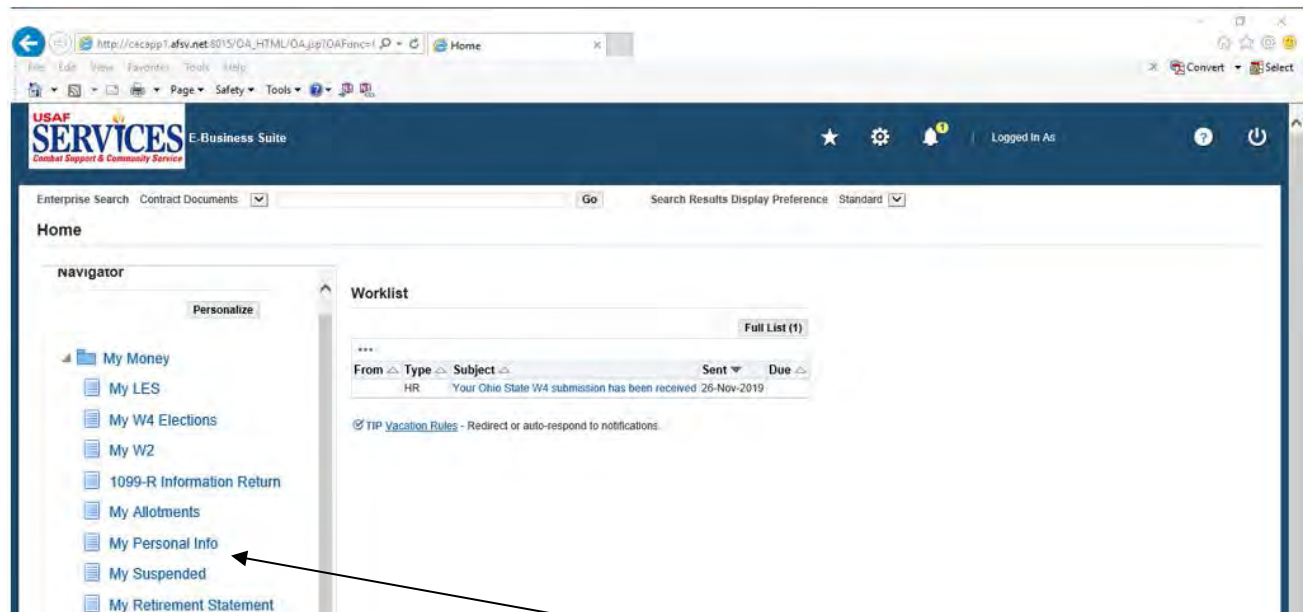 http://cecapp1.afsv.net:8015/OA_HTML/OA.jsp?OAFunc=
Home
File Edit View Favorites Tools Help
Convert Select
Page Safety Tools
USAF
SERVICES
Combat Support & Community Service
E-Business Suite
1
Logged In As
Enterprise Search Contract Documents Go Search Results Display Preference Standard
Home
Navigator
Personalize
My Money
My LES
My W4 Elections
My W2
1099-R Information Return
My Allotments
My Personal Info
My Suspended
My Retirement Statement
Worklist
Full List (1)
...
From Type Subject Sent Due
HR Your Ohio State W4 submission has been received 26-Nov-2019
TIP Vacation Rules - Redirect or auto-respond to notifications.